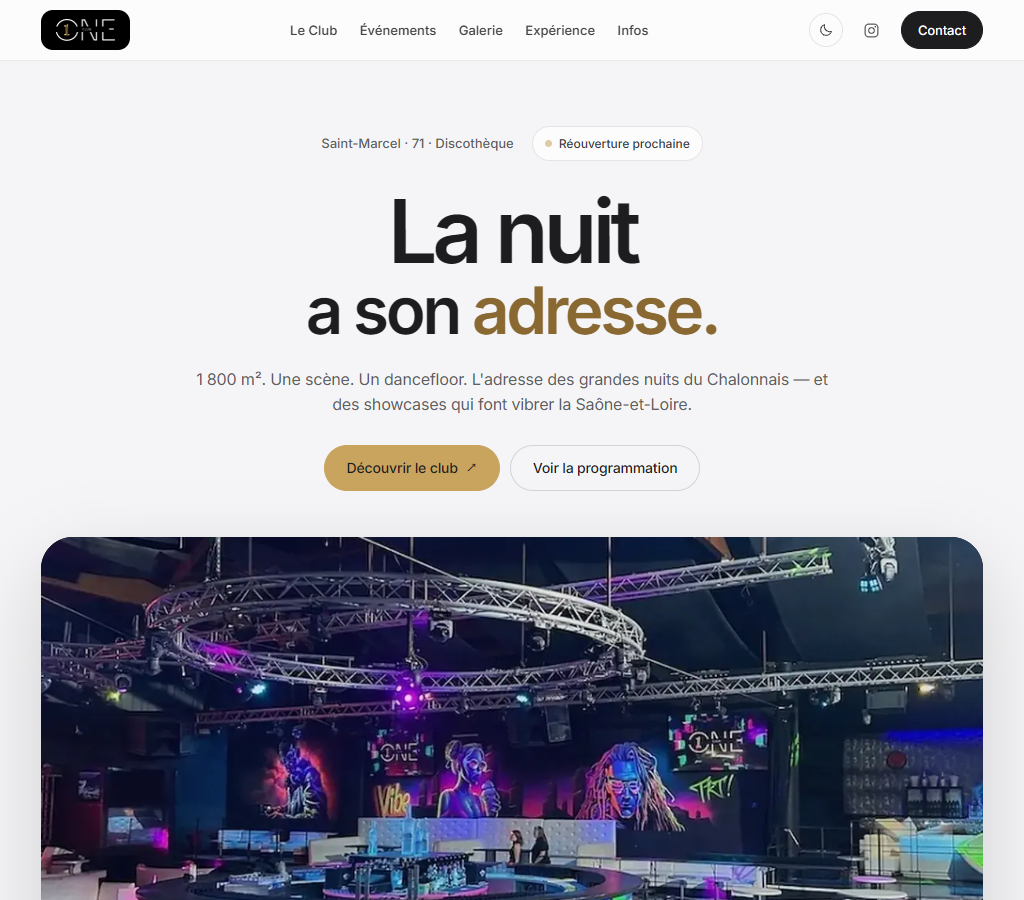 ONE
Le Club
Événements
Galerie
Expérience
Infos
Contact
Saint-Marcel · 71 · Discothèque
Réouverture prochaine
La nuit
a son adresse.
1 800 m². Une scène. Un dancefloor. L'adresse des grandes nuits du Chalonnais — et
des showcases qui font vibrer la Saône-et-Loire.
Découvrir le club ↗
Voir la programmation
ONE
ONE
Vibe
TRT!